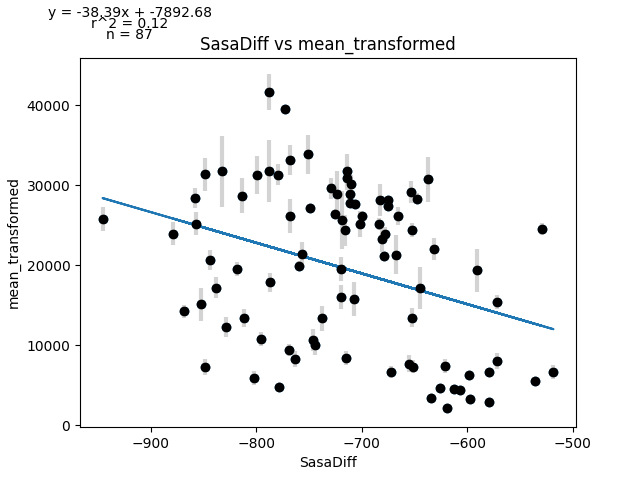 y = -38.39x + -7892.68
r^2 = 0.12
n = 87
SasaDiff vs mean_transformed
40000
30000
20000
10000
0
mean_transformed
−900
−800
−700
−600
−500
SasaDiff